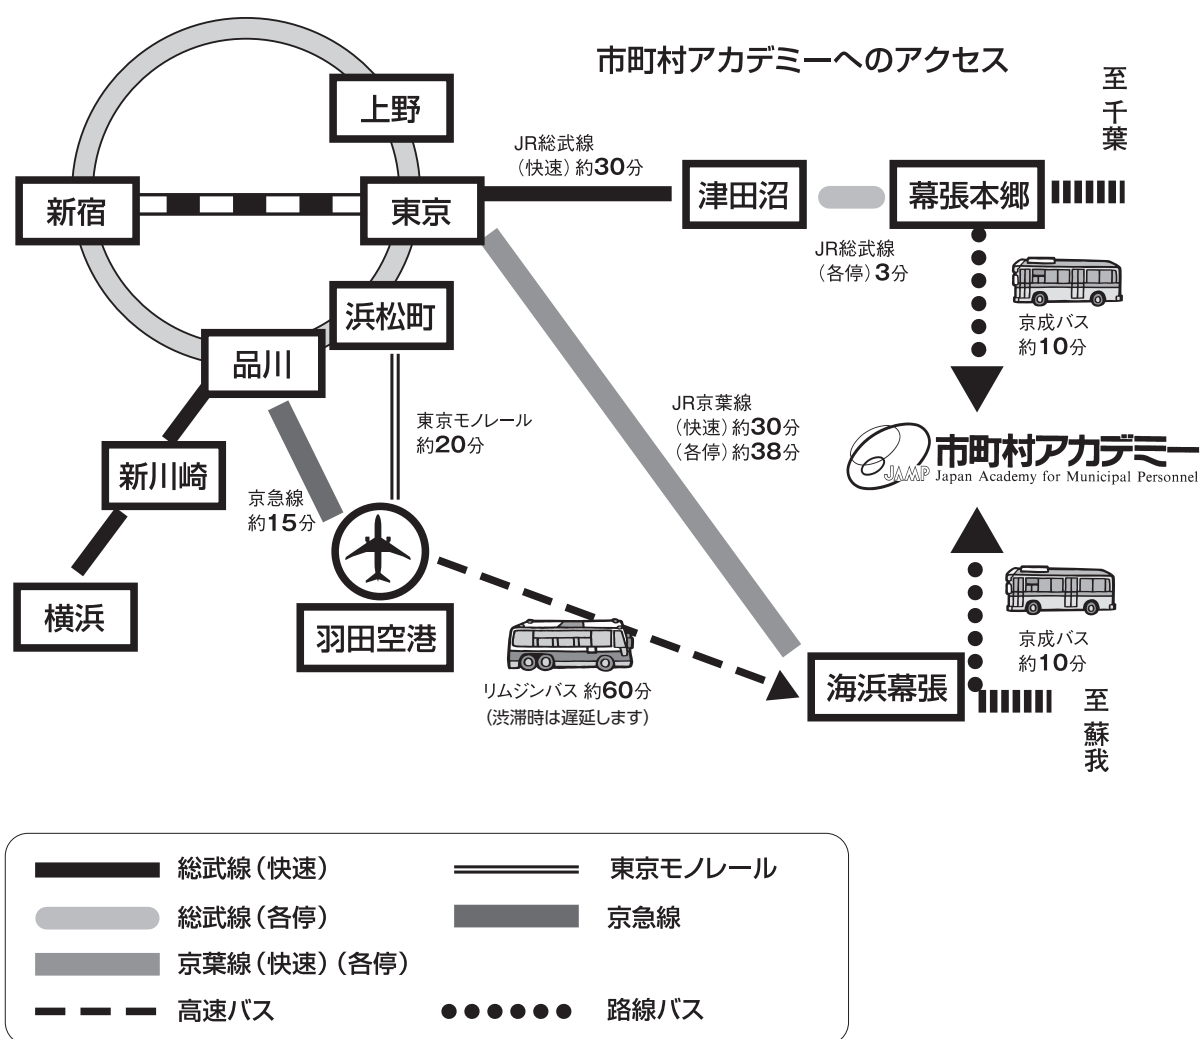 市町村アカデミーへのアクセス
至千葉
上野
JR総武線
（快速）約30分
新宿
東京
津田沼
幕張本郷
JR総武線
（各停）3分
京成バス
約10分
浜松町
品川
東京モノレール
約20分
JR京葉線
（快速）約30分
（各停）約38分
JAMP
市町村アカデミー
Japan Academy for Municipal Personnel
新川崎
京急線
約15分
横浜
羽田空港
リムジンバス 約60分
（渋滞時は遅延します）
京成バス
約10分
海浜幕張
至蘇我
総武線（快速）
東京モノレール
総武線（各停）
京急線
京葉線（快速）（各停）
高速バス
路線バス